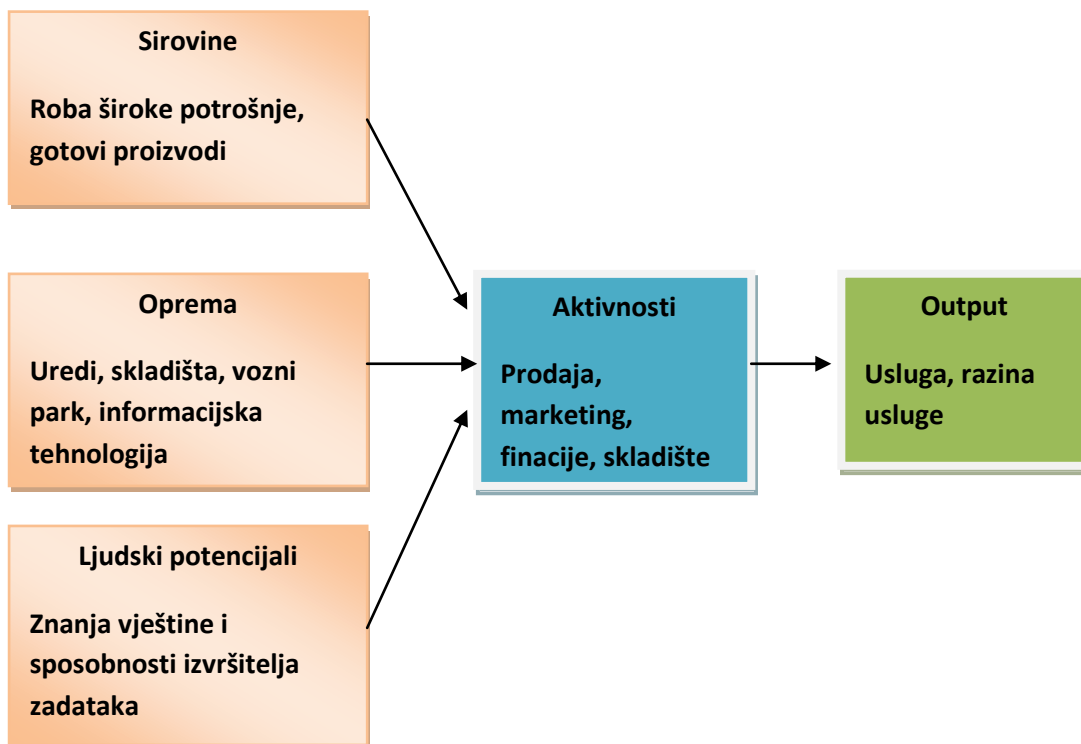 Sirovine
Roba široke potrošnje,
gotovi proizvodi
Oprema
Uredi, skladišta, vozni
park, informacijska
tehnologija
Ljudski potencijali
Znanja vještine i
sposobnosti izvršitelja
zadataka
Aktivnosti
Prodaja,
marketing,
finacije, skladište
Output
Usluga, razina
usluge